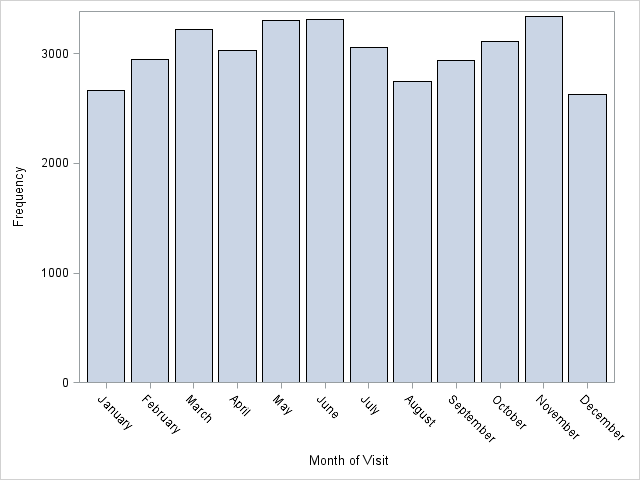 3000
2000
1000
0
Frequency
January
February
March
April
May
June
July
August
September
October
November
December
Month of Visit